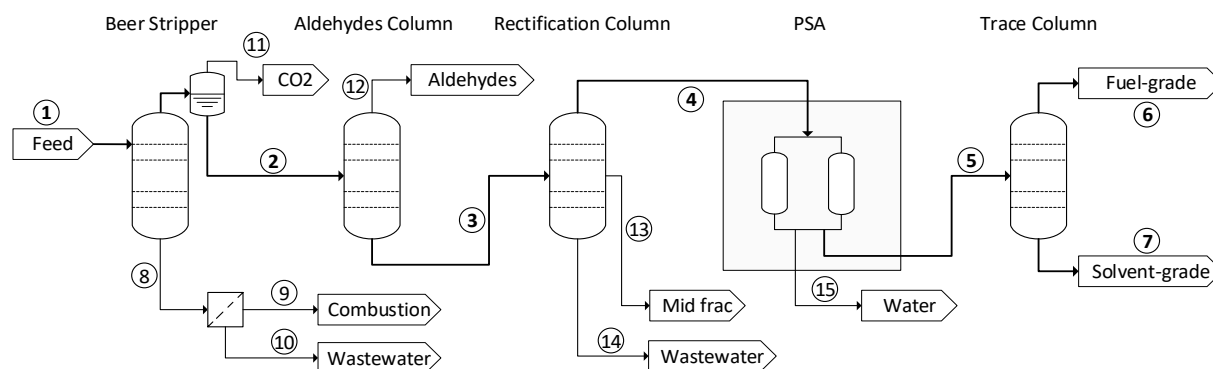 Beer Stripper
Aldehydes Column
Rectification Column
PSA
Trace Column
11
CO2
12
Aldehydes
4
Fuel-grade
6
1
Feed
2
3
5
13
7
Solvent-grade
8
9
Combustion
10
Wastewater
Mid frac
14
Wastewater
15
Water